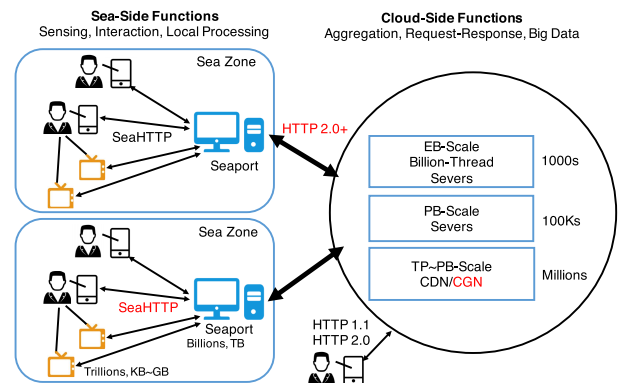 Sea-Side Functions
Sensing, Interaction, Local Processing
Cloud-Side Functions
Aggregation, Request-Response, Big Data
Sea Zone
SeaHTTP
Seaport
HTTP 2.0+
EB-Scale
Billion-Thread
Severs
1000s
PB-Scale
Severs
100Ks
TP~PB-Scale
CDN/CGN
Millions
Sea Zone
SeaHTTP
Seaport
Billions, TB
Trillions, KB~GB
HTTP 1.1
HTTP 2.0